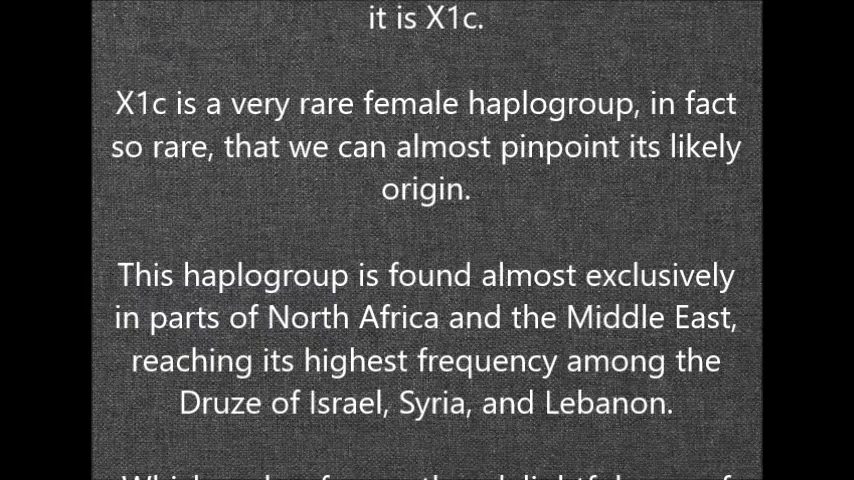 it is X1c.
X1c is a very rare female haplogroup, in fact
so rare, that we can almost pinpoint its likely
origin.
This haplogroup is found almost exclusively
in parts of North Africa and the Middle East,
reaching its highest frequency among the
Druze of Israel, Syria, and Lebanon.